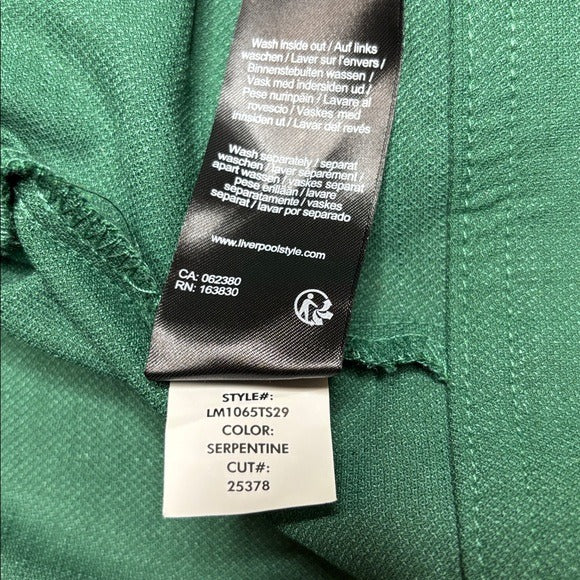 Wash inside out / Auf links
waschen / Laver sur l'envers /
Binnenstebuiten wassen /
Vask med indersiden ud /
Pese nurinpäin / Lavare al
rovescio / Vaskes med
innsiden ut / Lavar del revés
Wash separately / separat
waschen / laver séparément /
apart wassen / vaskes separat
pese erillään / lavare
separatamente / vaskes
separat / lavar por separado
www.liverpoolstyle.com
CA: 062380
RN: 163830
STYLE#:
LM1065TS29
COLOR:
SERPENTINE
CUT#:
25378